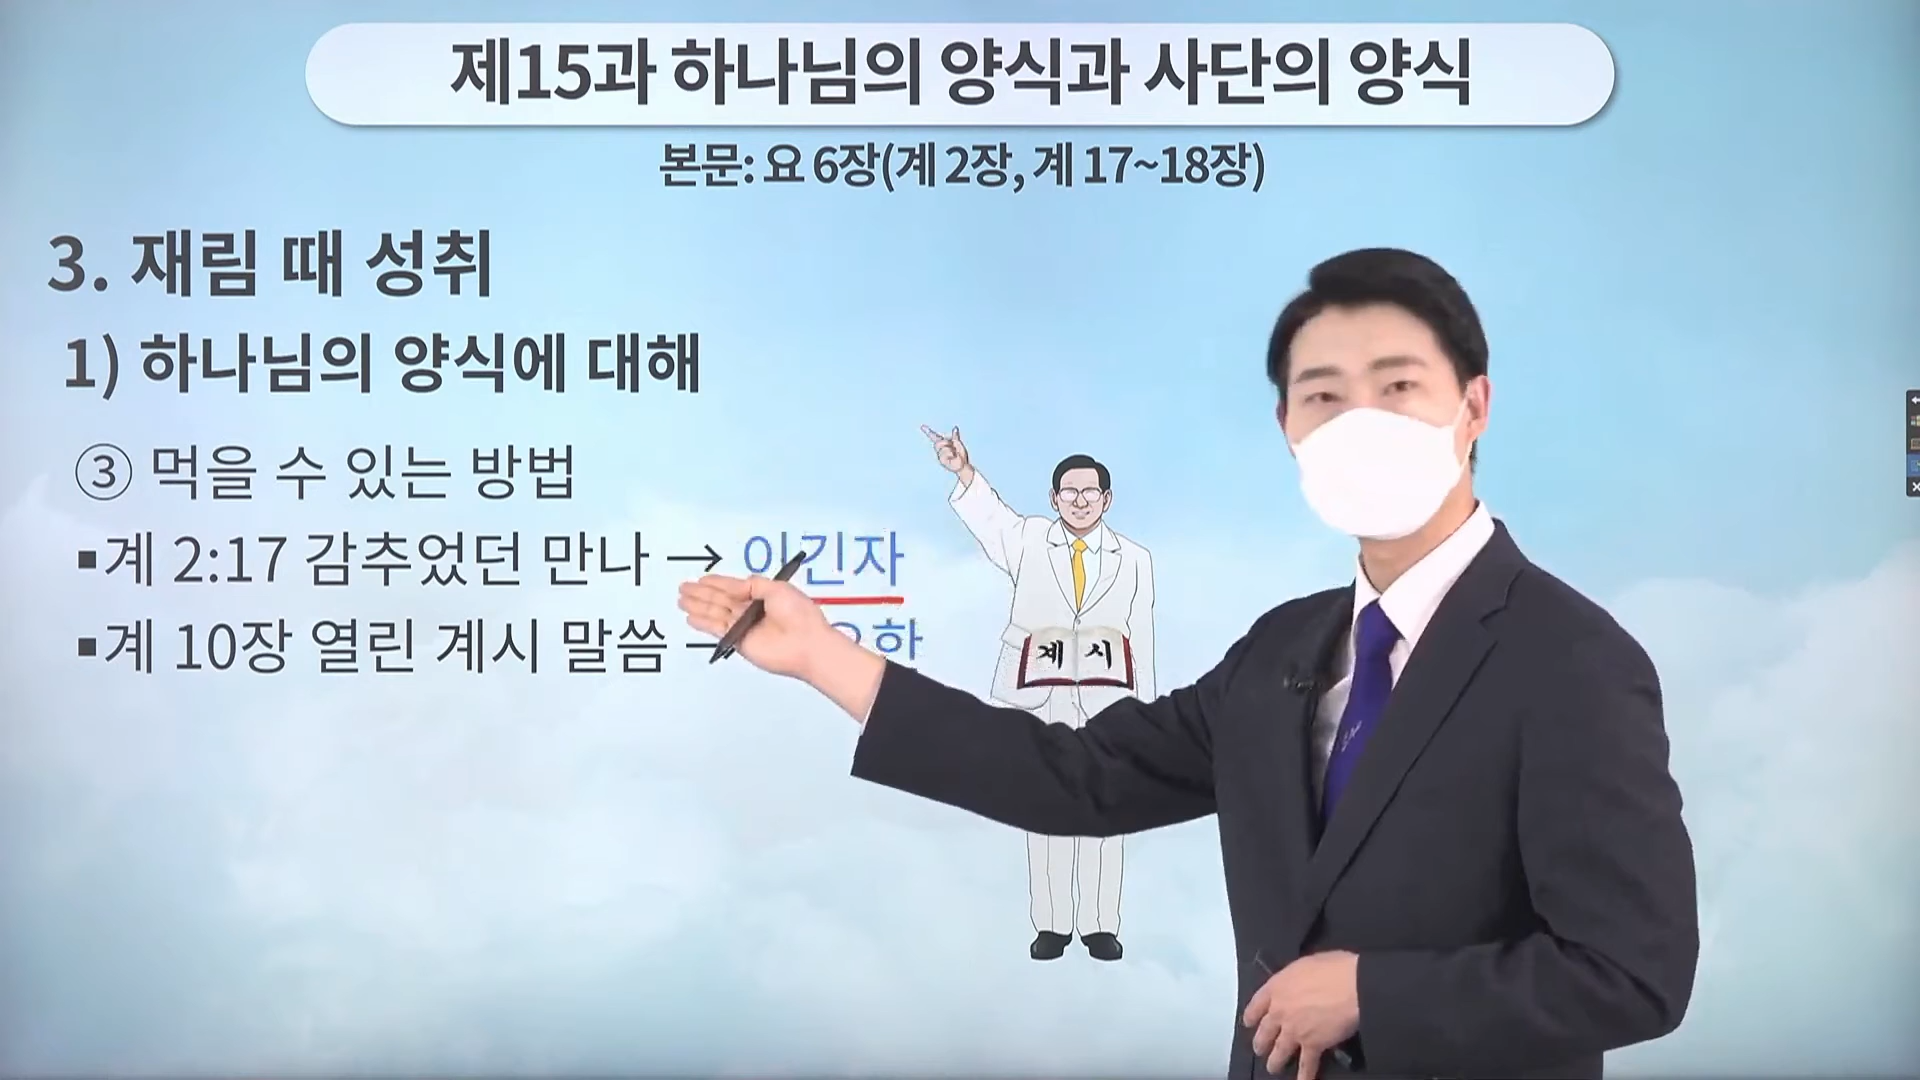 제15과 하나님의 양식과 사단의 양식
본문: 요 6장(계 2장, 계 17~18장)
3. 재림 때 성취
1) 하나님의 양식에 대해
③ 먹을 수 있는 방법
▪계 2:17 감추었던 만나 → 이긴자
▪계 10장 열린 계시 말씀 →
계 시